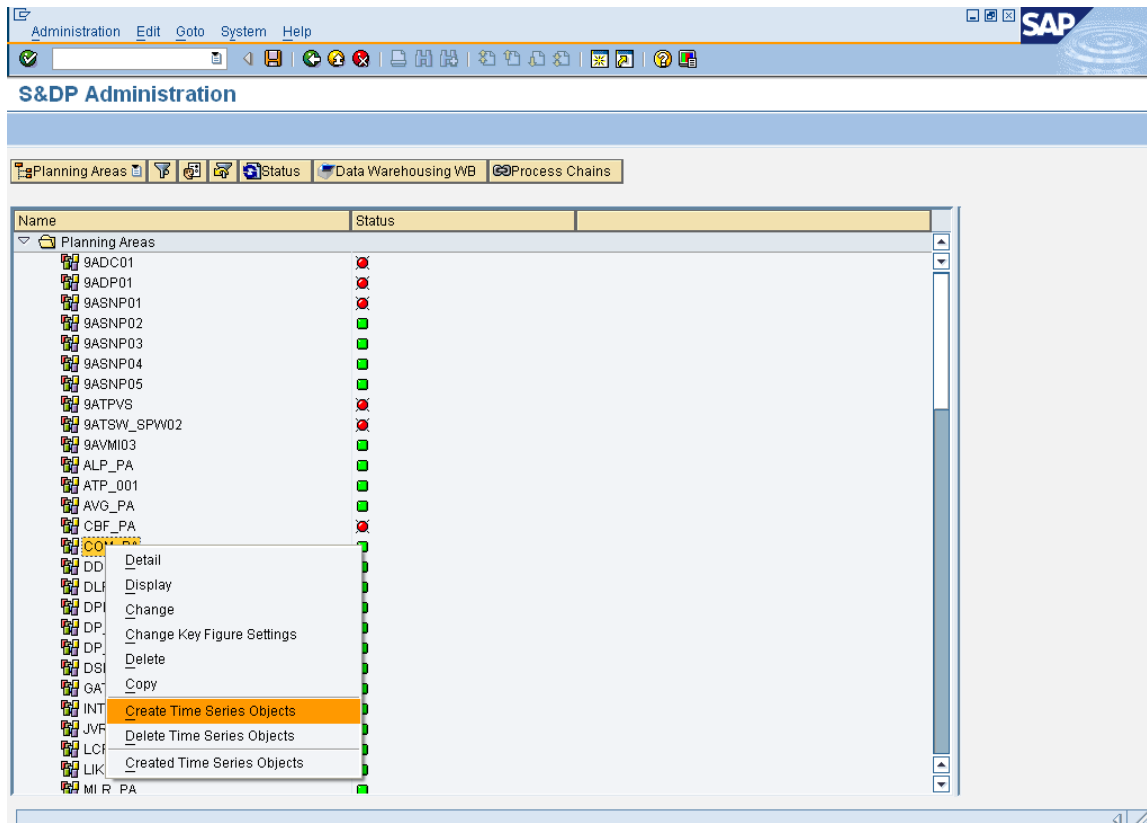 Administration Edit Goto System Help
SAP
S&DP Administration
Planning Areas Status Data Warehousing WB Process Chains
Name Status
Planning Areas
9ADC01
9ADP01
9ASNP01
9ASNP02
9ASNP03
9ASNP04
9ASNP05
9ATPVS
9ATSW_SPW02
9AVMI03
ALP_PA
ATP_001
AVG_PA
CBF_PA
COM_PA
Detail
Display
Change
Change Key Figure Settings
Delete
Copy
Create Time Series Objects
Delete Time Series Objects
Created Time Series Objects
MLR_PA